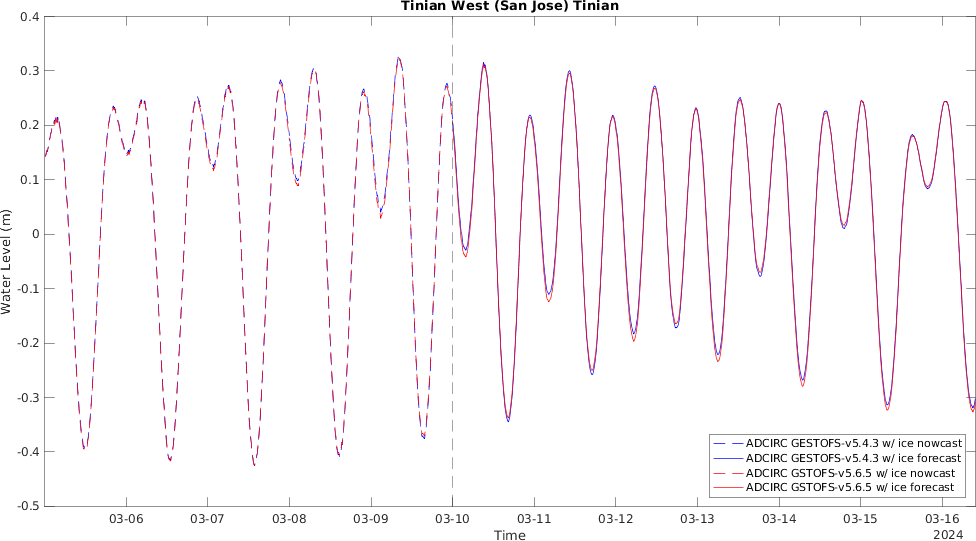 Tinian West (San Jose) Tinian
0.4
0.3
0.2
0.1
0
-0.1
-0.2
-0.3
-0.4
-0.5
Water Level (m)
ADCIRC GESTOFS-v5.4.3 w/ ice nowcast
ADCIRC GESTOFS-v5.4.3 w/ ice forecast
ADCIRC GSTOFS-v5.6.5 w/ ice nowcast
ADCIRC GSTOFS-v5.6.5 w/ ice forecast
03-06 03-07 03-08 03-09 03-10 03-11 03-12 03-13 03-14 03-15 03-16
Time
2024